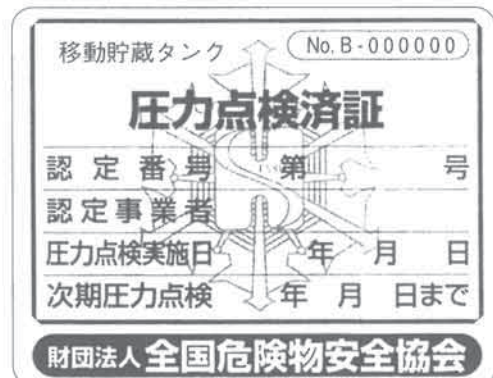 移動貯蔵タンク No. B-000000
圧力点検済証
認定番号 第 号
認定事業者
圧力点検実施日 年 月 日
次期圧力点検 年 月 日まで
財団法人 全国危険物安全協会